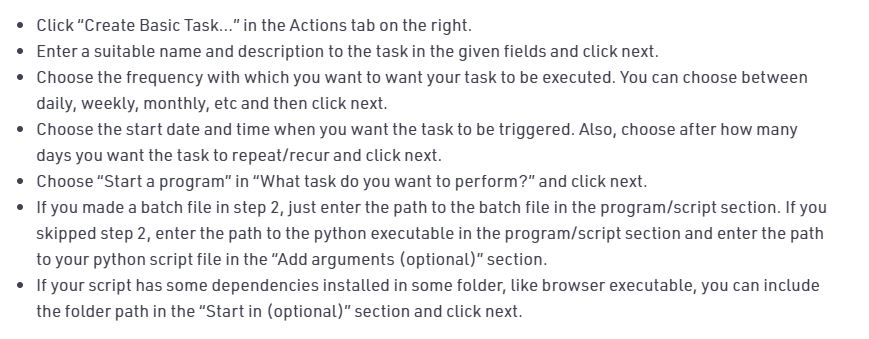 • Click “Create Basic Task…” in the Actions tab on the right.
• Enter a suitable name and description to the task in the given fields and click next.
• Choose the frequency with which you want to want your task to be executed. You can choose between
daily, weekly, monthly, etc and then click next.
• Choose the start date and time when you want the task to be triggered. Also, choose after how many
days you want the task to repeat/recur and click next.
• Choose “Start a program” in “What task do you want to perform?” and click next.
• If you made a batch file in step 2, just enter the path to the batch file in the program/script section. If you
skipped step 2, enter the path to the python executable in the program/script section and enter the path
to your python script file in the “Add arguments (optional)” section.
• If your script has some dependencies installed in some folder, like browser executable, you can include
the folder path in the “Start in (optional)” section and click next.